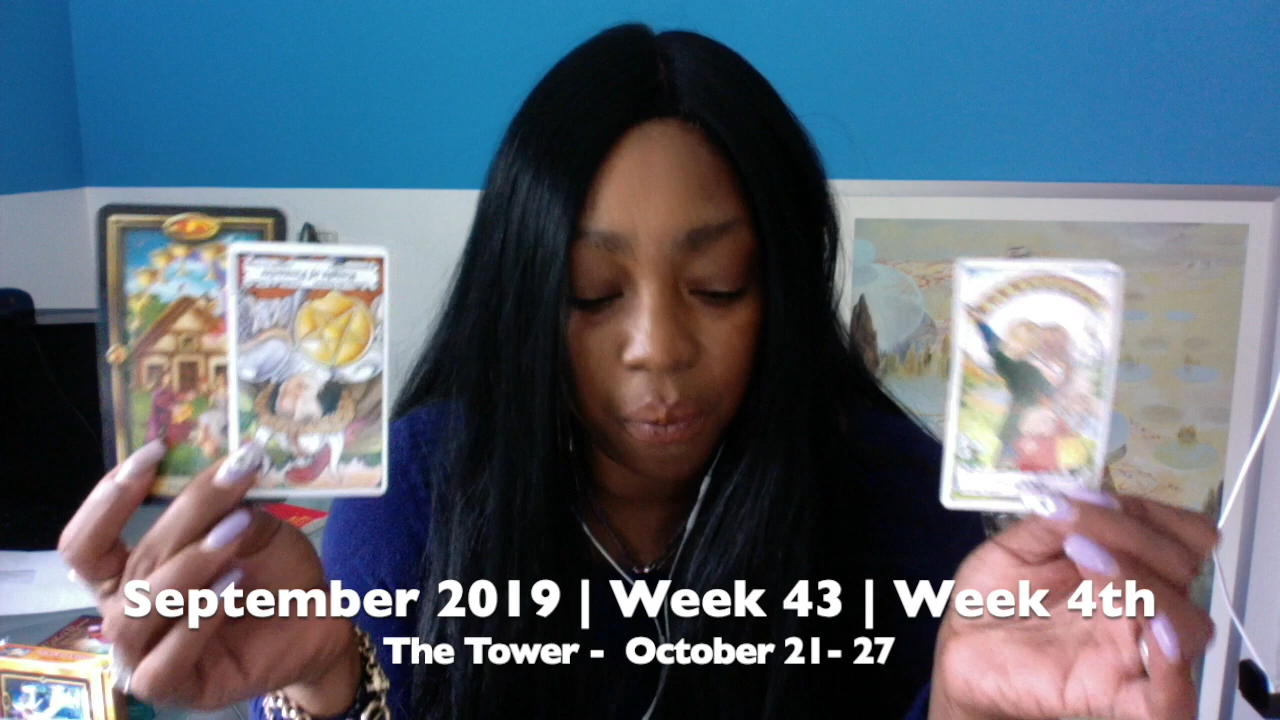 September 2019 | Week 43 | Week 4th
The Tower - October 21- 27